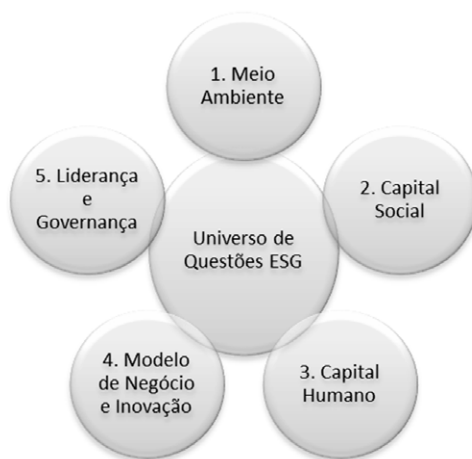 1. Meio
Ambiente
2. Capital
Social
3. Capital
Humano
4. Modelo
de Negócio
e Inovação
5. Liderança
e
Governança
Universo de
Questões ESG